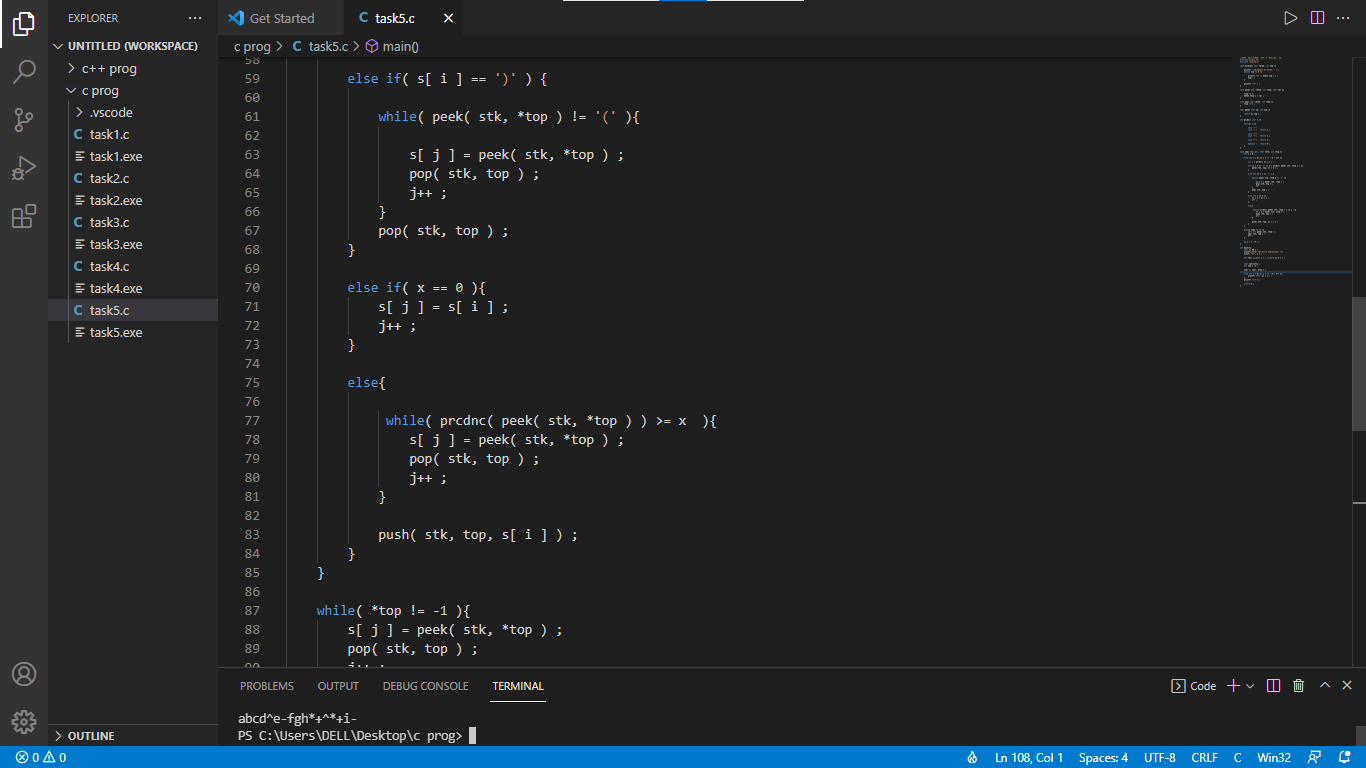 EXPLORER ···
Get Started
C task5.c ×
UNTITLED (WORKSPACE)
c++ prog
c prog
.vscode
C task1.c
task1.exe
C task2.c
task2.exe
C task3.c
task3.exe
C task4.c
task4.exe
C task5.c
task5.exe
OUTLINE
c prog > C task5.c > main()
58
59 else if( s[ i ] == ')' ) {
60
61 while( peek( stk, *top ) != '(' ){
62
63 s[ j ] = peek( stk, *top ) ;
64 pop( stk, top ) ;
65 j++ ;
66 }
67 pop( stk, top ) ;
68 }
69
70 else if( x == 0 ){
71 s[ j ] = s[ i ] ;
72 j++ ;
73 }
74
75 else{
76
77 while( prcdnc( peek( stk, *top ) ) >= x  ){
78 s[ j ] = peek( stk, *top ) ;
79 pop( stk, top ) ;
80 j++ ;
81 }
82
83 push( stk, top, s[ i ] ) ;
84 }
85 }
86
87 while( *top != -1 ){
88 s[ j ] = peek( stk, *top ) ;
89 pop( stk, top ) ;
90 j++ ;
PROBLEMS OUTPUT DEBUG CONSOLE TERMINAL
Code
abcd^e-fgh*+^*+i-
PS C:\Users\DELL\Desktop\c prog>
0 0
Ln 108, Col 1 Spaces: 4 UTF-8 CRLF C Win32